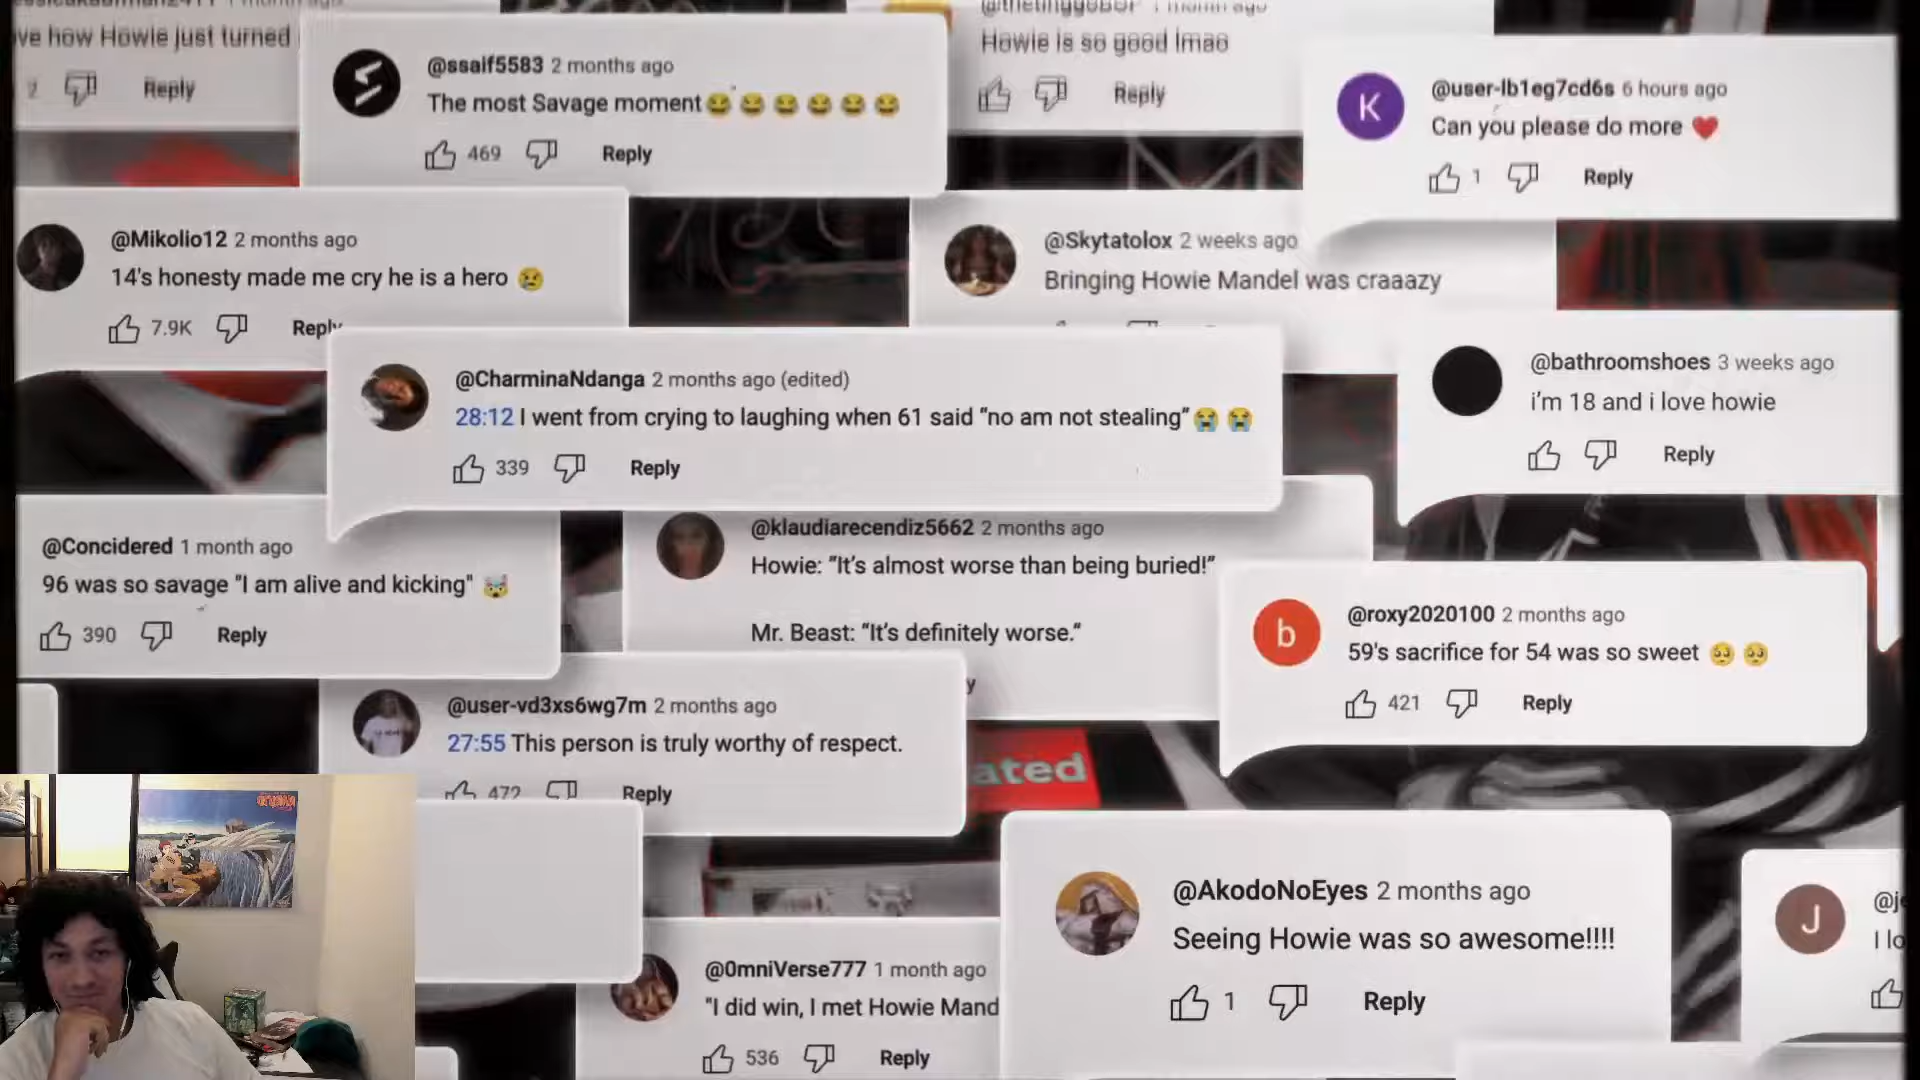 ve how Howie just turned
2 Reply
@ssaif5583 2 months ago
The most Savage moment😂 😂 😂 😂 😂 😂
469 Reply
Howie is so good lmao
Reply
K
@user-lb1eg7cd6s 6 hours ago
Can you please do more ❤️
1 Reply
@Mikolio12 2 months ago
14's honesty made me cry he is a hero 😢
7.9K Reply
@Skytatolox 2 weeks ago
Bringing Howie Mandel was craaazy
@CharminaNdanga 2 months ago (edited)
28:12 I went from crying to laughing when 61 said “no am not stealing”😭 😭
339 Reply
@bathroomshoes 3 weeks ago
i'm 18 and i love howie
Reply
@Concidered 1 month ago
96 was so savage "I am alive and kicking" 🤯
390 Reply
@klaudiarecendiz5662 2 months ago
Howie: “It’s almost worse than being buried!”
Mr. Beast: “It’s definitely worse.“
y
b
@roxy2020100 2 months ago
59's sacrifice for 54 was so sweet 🥺 🥺
421 Reply
@user-vd3xs6wg7m 2 months ago
27:55 This person is truly worthy of respect.
472 Reply
ated
@AkodoNoEyes 2 months ago
Seeing Howie was so awesome!!!!
1 Reply
J
@je
I lo
@0mniVerse777 1 month ago
"I did win, I met Howie Mand
536 Reply